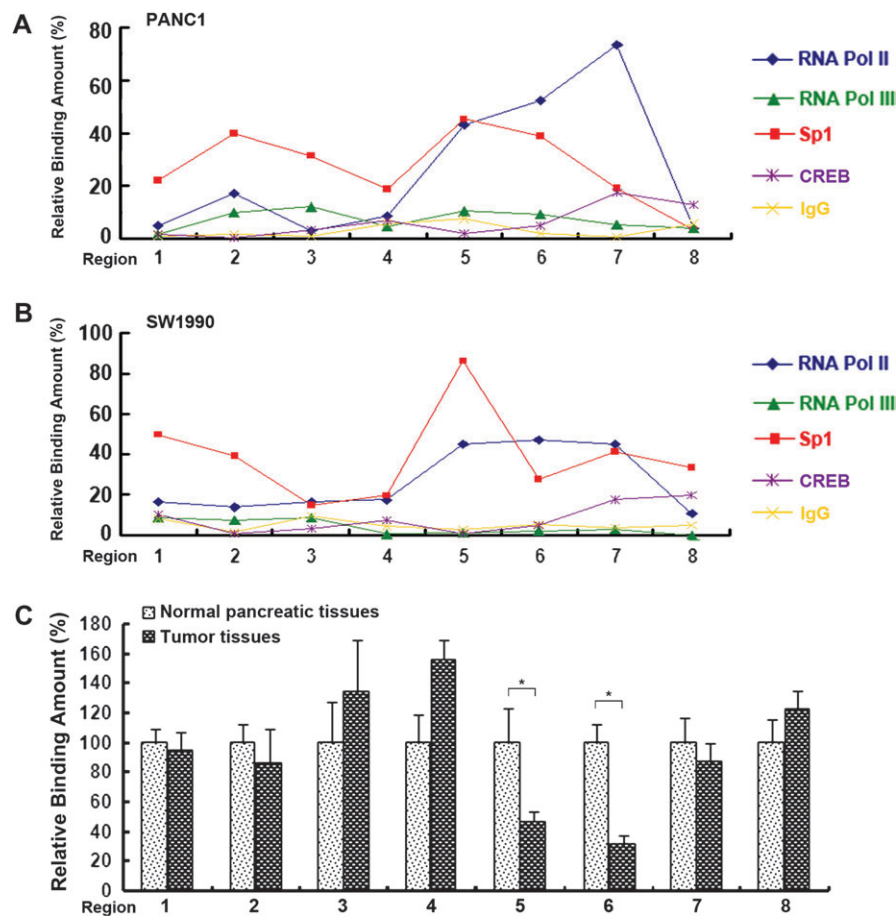 A
PANC1
Relative Binding Amount (%)
80
60
40
20
0
Region 1 2 3 4 5 6 7 8
RNA Pol II
RNA Pol III
Sp1
CREB
IgG
B
SW1990
Relative Binding Amount (%)
100
80
60
40
20
0
Region 1 2 3 4 5 6 7 8
RNA Pol II
RNA Pol III
Sp1
CREB
IgG
C
Normal pancreatic tissues
Tumor tissues
Relative Binding Amount (%)
180
160
140
120
100
80
60
40
20
0
* *
Region 1 2 3 4 5 6 7 8